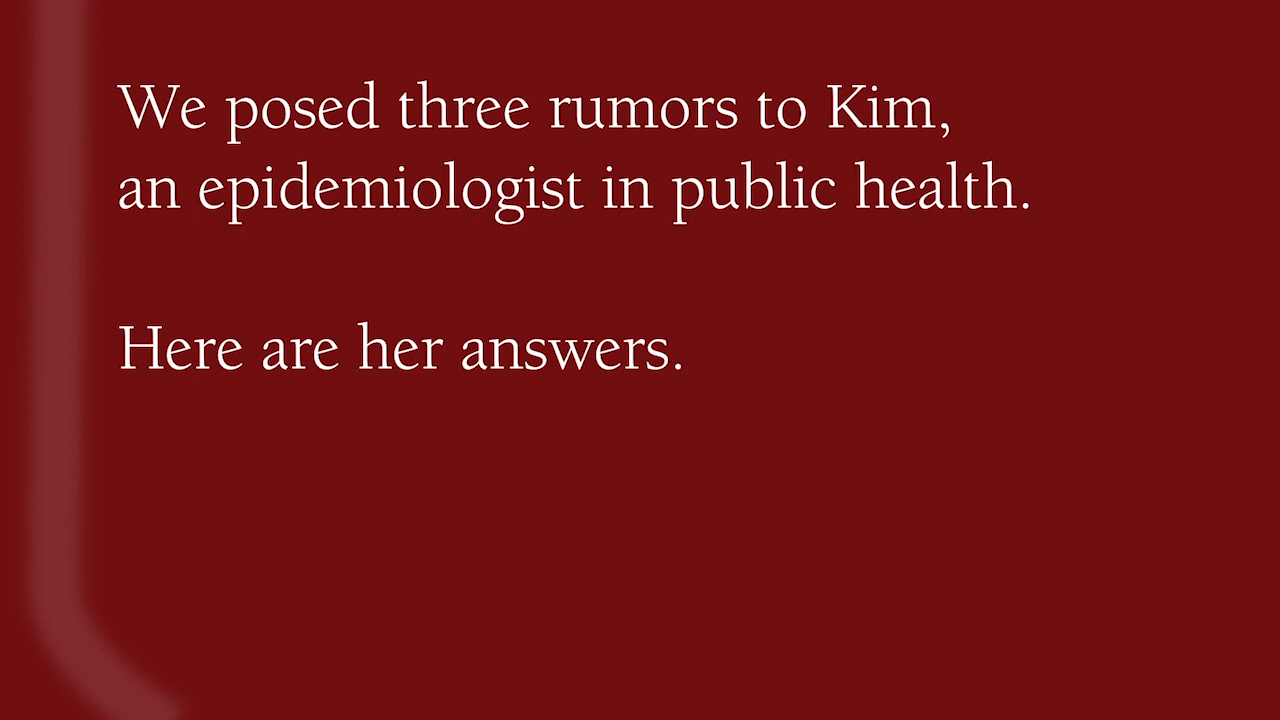 We posed three rumors to Kim,
an epidemiologist in public health.
Here are her answers.